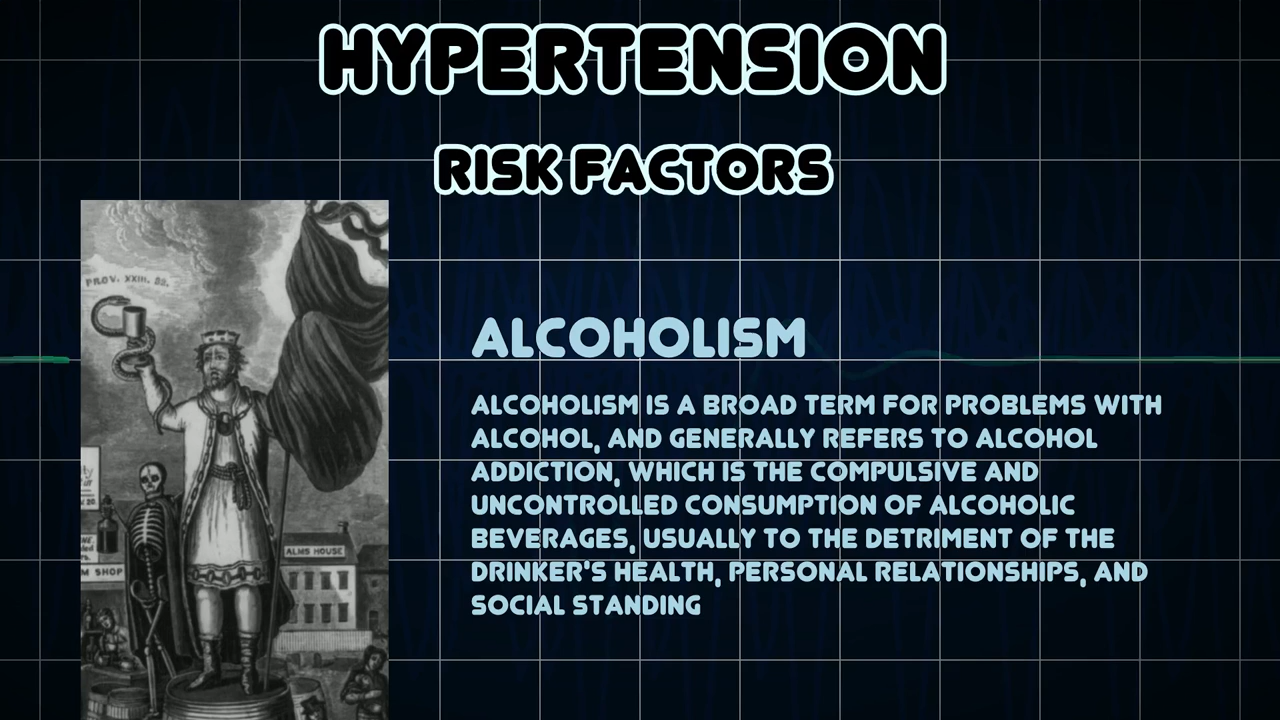 HYPERTENSION
RISK FACTORS
PROV. XXIII. 32.
ALCOHOLISM
ALCOHOLISM IS A BROAD TERM FOR PROBLEMS WITH
ALCOHOL, AND GENERALLY REFERS TO ALCOHOL
ADDICTION, WHICH IS THE COMPULSIVE AND
UNCONTROLLED CONSUMPTION OF ALCOHOLIC
BEVERAGES, USUALLY TO THE DETRIMENT OF THE
DRINKER'S HEALTH, PERSONAL RELATIONSHIPS, AND
SOCIAL STANDING
ALMS HOUSE
M SHOP